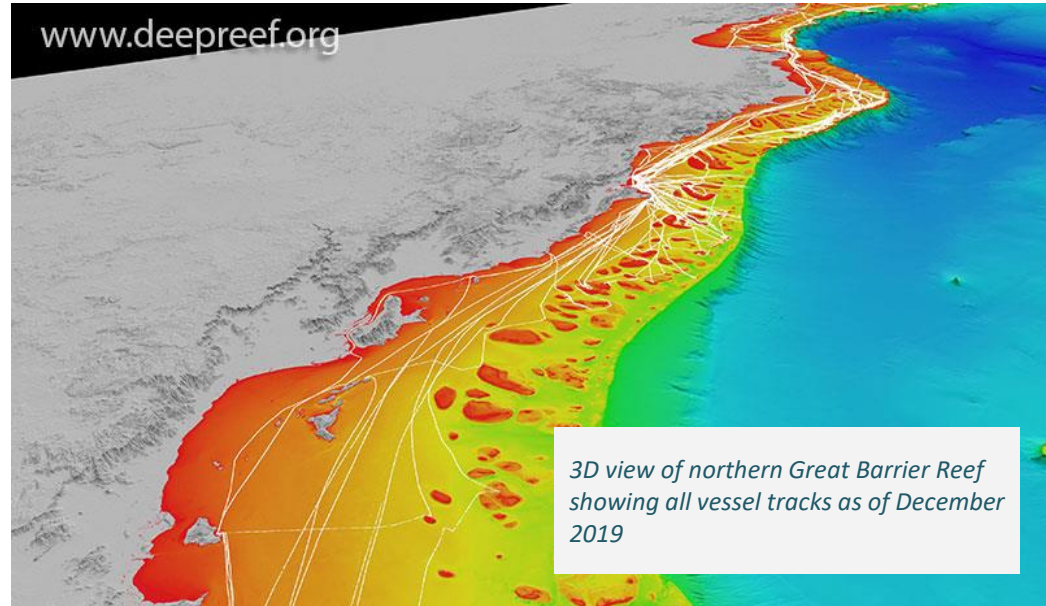 www.deepreef.org
3D view of northern Great Barrier Reef
showing all vessel tracks as of December
2019